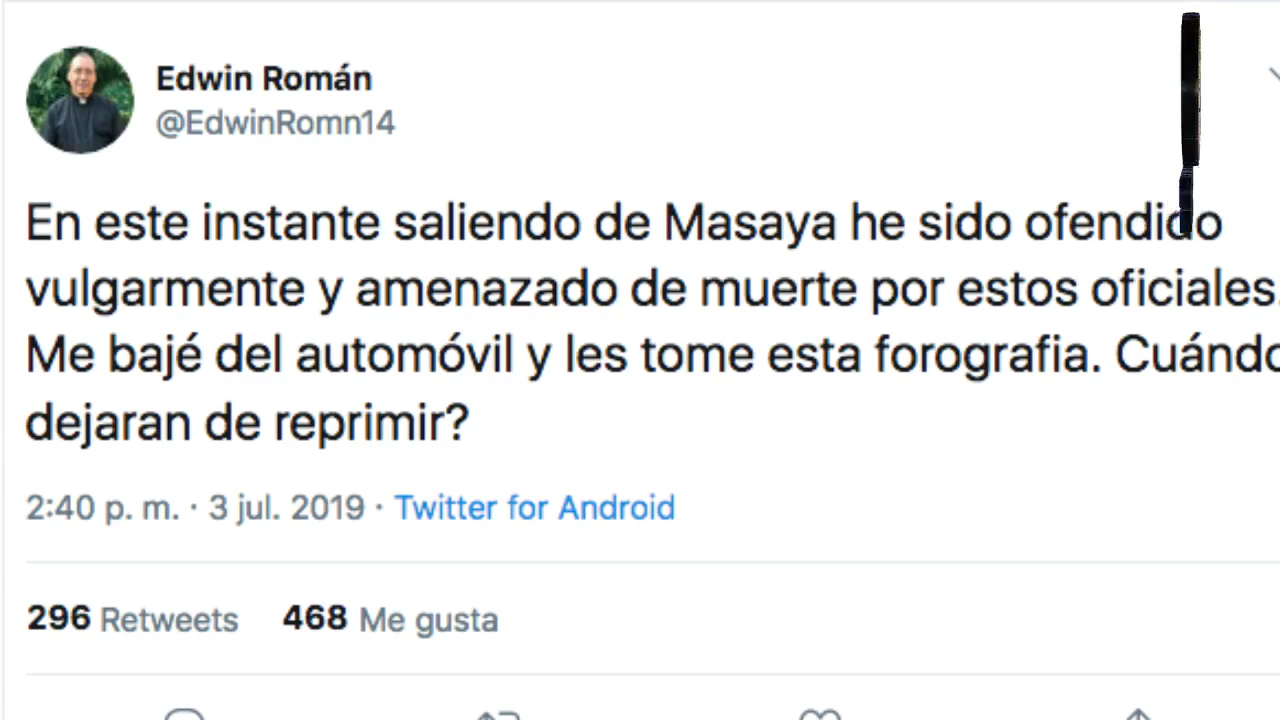 Edwin Román
@EdwinRomn14
En este instante saliendo de Masaya he sido ofendido
vulgarmente y amenazado de muerte por estos oficiales.
Me bajé del automóvil y les tome esta forografia. Cuándo
dejaran de reprimir?
2:40 p. m. · 3 jul. 2019 · Twitter for Android
296 Retweets 468 Me gusta